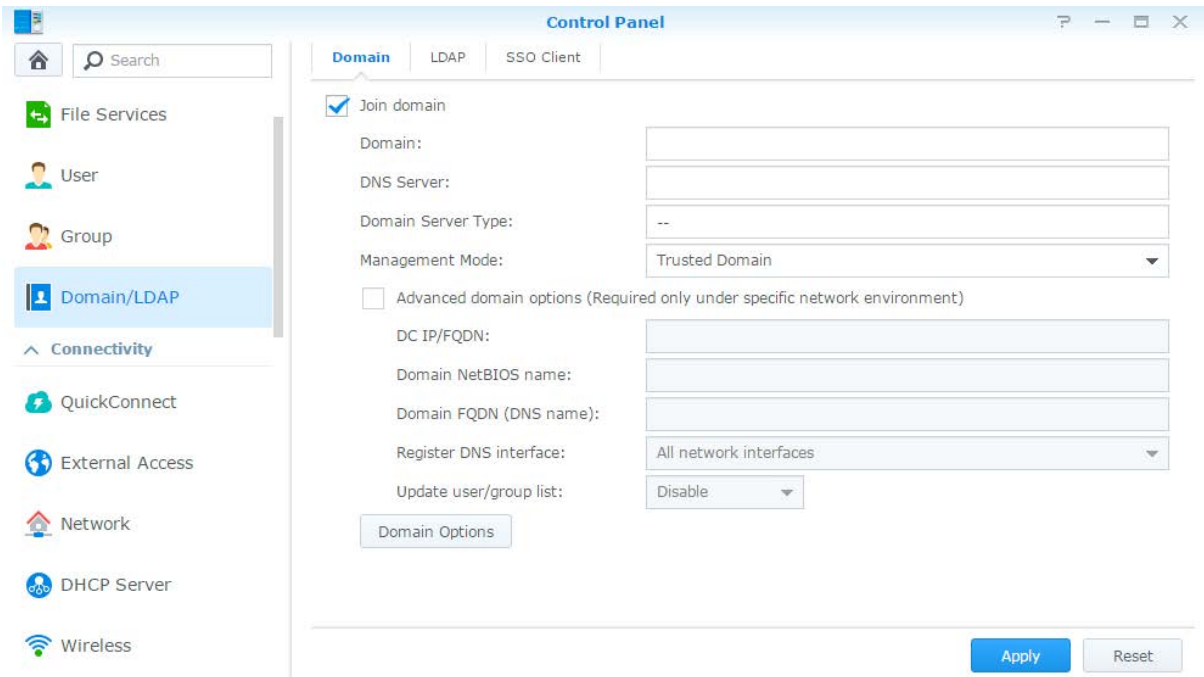 Control Panel
Search
File Services
User
Group
Domain/LDAP
Connectivity
QuickConnect
External Access
Network
DHCP Server
Wireless
Domain LDAP SSO Client
Join domain
Domain:
DNS Server:
Domain Server Type: --
Management Mode: Trusted Domain
Advanced domain options (Required only under specific network environment)
DC IP/FQDN:
Domain NetBIOS name:
Domain FQDN (DNS name):
Register DNS interface: All network interfaces
Update user/group list: Disable
Domain Options
Apply Reset